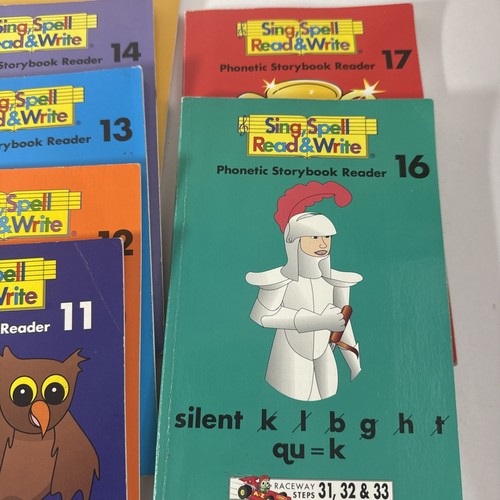 Sing, Spell
Read & Write
Phonetic Storybook Reader 14
Sing, Spell
Read & Write
Storybook Reader 13
Spell
& Write
12
Spell
Write
Reader 11
Sing, Spell
Read & Write
Phonetic Storybook Reader 17
Sing, Spell
Read & Write®
Phonetic Storybook Reader 16
silent k l b g h t
qu = k
RACEWAY
STEPS 31, 32 & 33